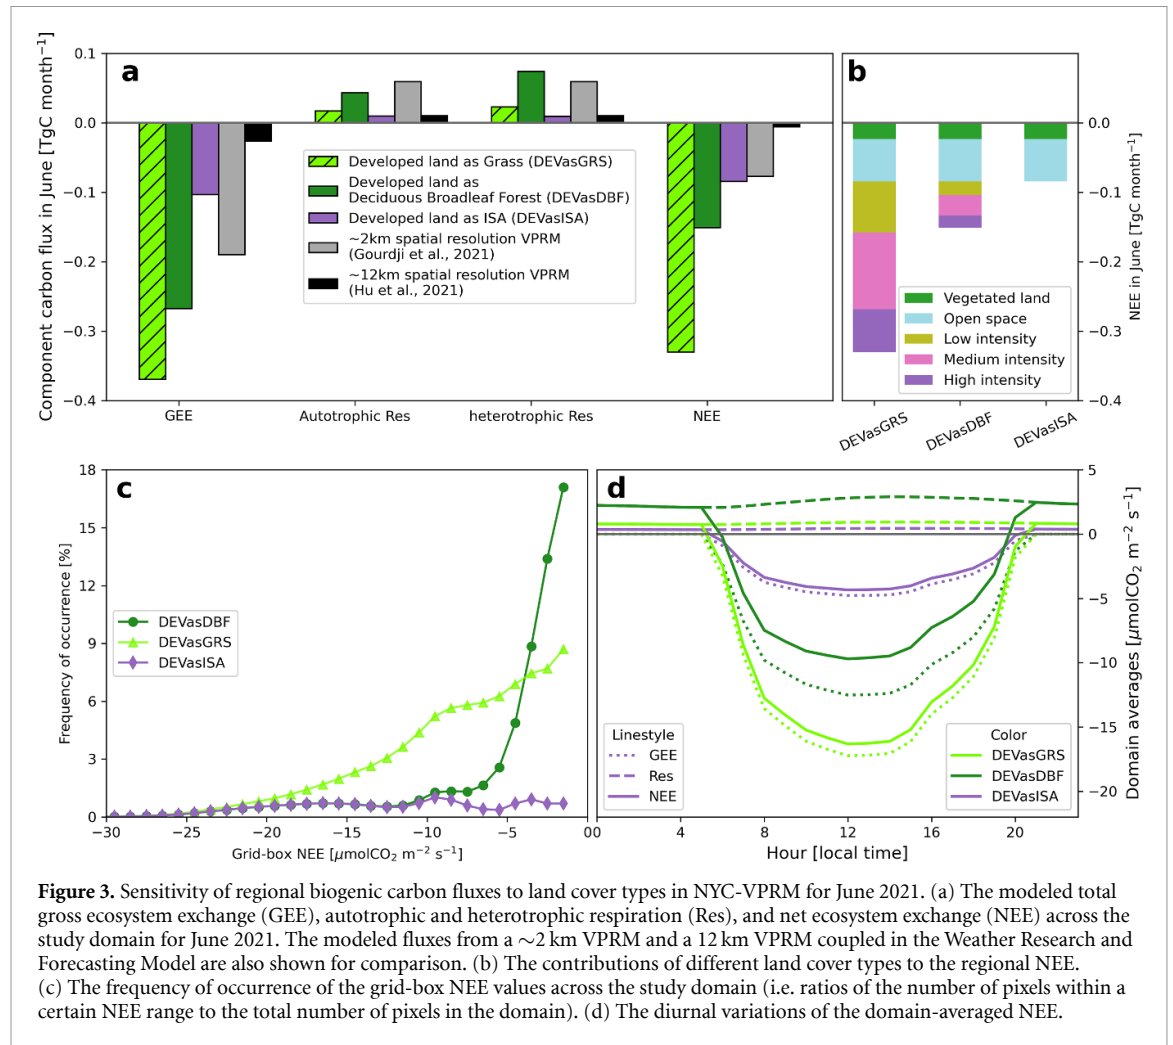 a
Component carbon flux in June [TgC month⁻¹]
0.1
0.0
−0.1
−0.2
−0.3
−0.4
Developed land as Grass (DEVasGRS)
Developed land as
Deciduous Broadleaf Forest (DEVasDBF)
Developed land as ISA (DEVasISA)
~2km spatial resolution VPRM
(Gourdji et al., 2021)
~12km spatial resolution VPRM
(Hu et al., 2021)
GEE
Autotrophic Res
heterotrophic Res
NEE
b
0.0
−0.1
−0.2
−0.3
−0.4
NEE in June [TgC month⁻¹]
Vegetated land
Open space
Low intensity
Medium intensity
High intensity
DEVasGRS
DEVasDBF
DEVasISA
c
Frequency of occurrence [%]
18
15
12
9
6
3
0
DEVasDBF
DEVasGRS
DEVasISA
−30
−25
−20
−15
−10
−5
0
Grid-box NEE [μmolCO₂ m⁻² s⁻¹]
d
5
0
−5
−10
−15
−20
Domain averages [μmolCO₂ m⁻² s⁻¹]
Linestyle
GEE
Res
NEE
Color
DEVasGRS
DEVasDBF
DEVasISA
0
4
8
12
16
20
Hour [local time]
Figure 3. Sensitivity of regional biogenic carbon fluxes to land cover types in NYC-VPRM for June 2021. (a) The modeled total
gross ecosystem exchange (GEE), autotrophic and heterotrophic respiration (Res), and net ecosystem exchange (NEE) across the
study domain for June 2021. The modeled fluxes from a ∼2 km VPRM and a 12 km VPRM coupled in the Weather Research and
Forecasting Model are also shown for comparison. (b) The contributions of different land cover types to the regional NEE.
(c) The frequency of occurrence of the grid-box NEE values across the study domain (i.e. ratios of the number of pixels within a
certain NEE range to the total number of pixels in the domain). (d) The diurnal variations of the domain-averaged NEE.